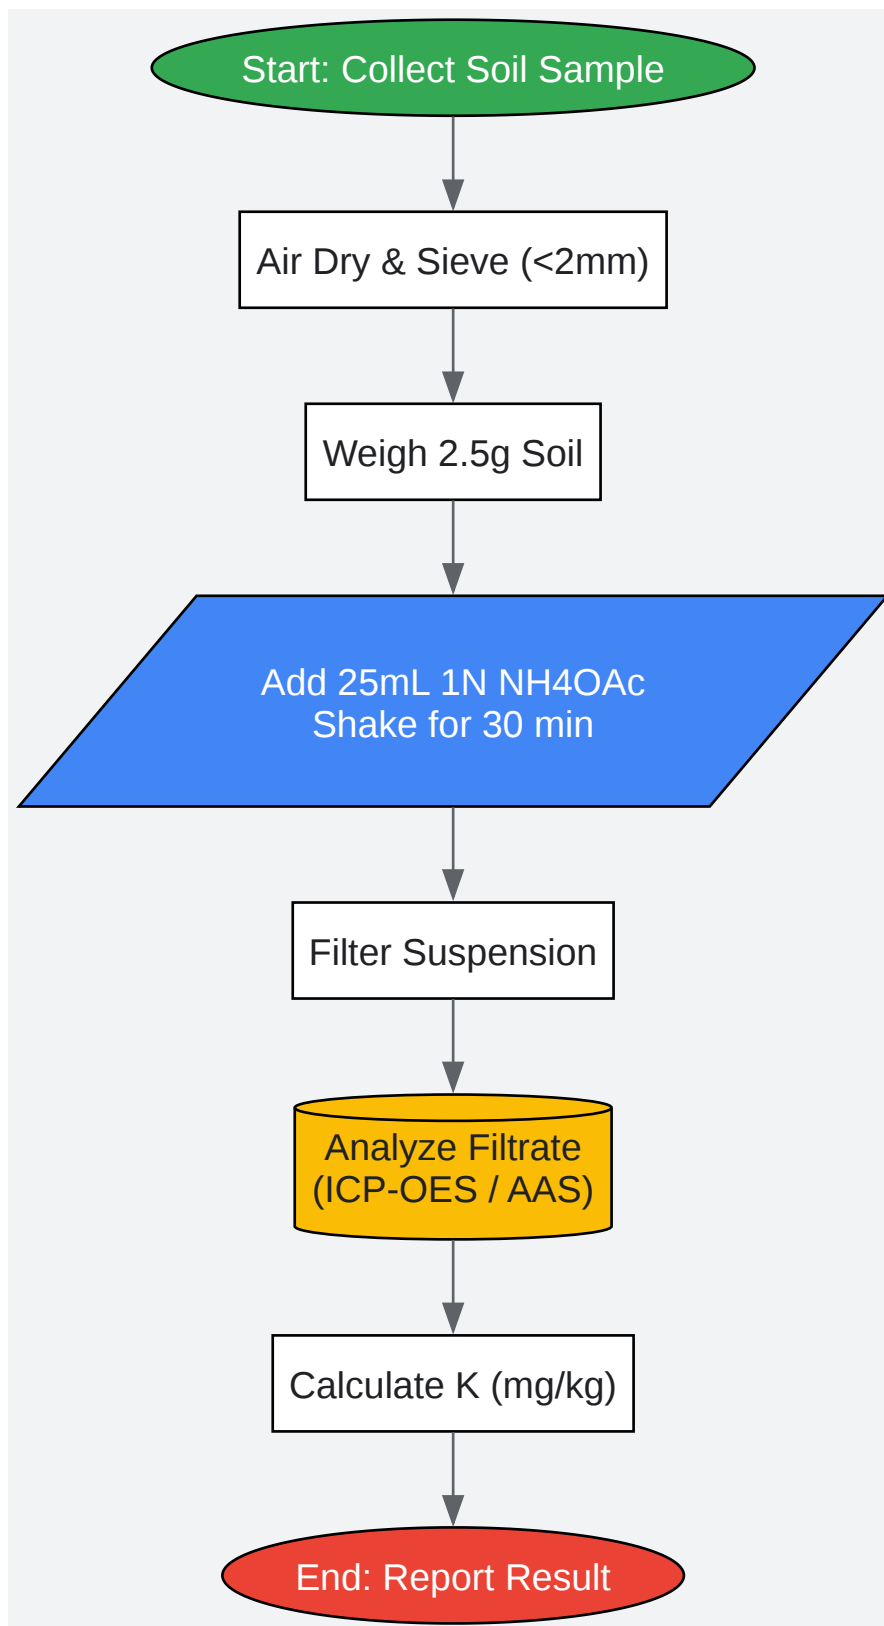 Start: Collect Soil Sample
Air Dry & Sieve (<2mm)
Weigh 2.5g Soil
Add 25mL 1N NH4OAc
Shake for 30 min
Filter Suspension
Analyze Filtrate
(ICP-OES / AAS)
Calculate K (mg/kg)
End: Report Result